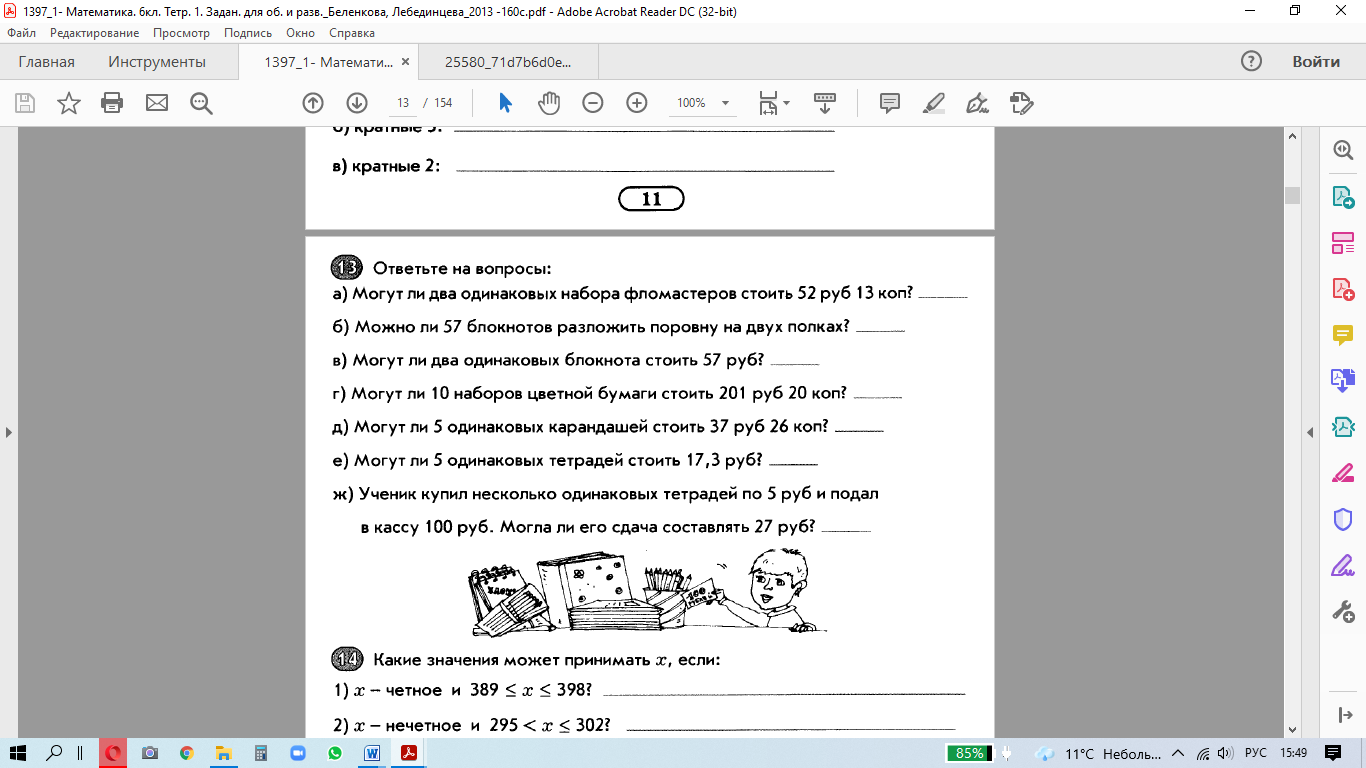 1397_1- Математика. 6кл. Тетр. 1. Задан. для об. и разв._Беленкова, Лебединцева_2013 -160с.pdf - Adobe Acrobat Reader DC (32-bit)
Файл Редактирование Просмотр Подпись Окно Справка
Главная Инструменты 1397_1- Математи... × 25580_71d7b6d0e... Войти
13 / 154 100%
б) кратные 5:
в) кратные 2:
11
13 Ответьте на вопросы:
а) Могут ли два одинаковых набора фломастеров стоить 52 руб 13 коп?
б) Можно ли 57 блокнотов разложить поровну на двух полках?
в) Могут ли два одинаковых блокнота стоить 57 руб?
г) Могут ли 10 наборов цветной бумаги стоить 201 руб 20 коп?
д) Могут ли 5 одинаковых карандашей стоить 37 руб 26 коп?
е) Могут ли 5 одинаковых тетрадей стоить 17,3 руб?
ж) Ученик купил несколько одинаковых тетрадей по 5 руб и подал
в кассу 100 руб. Могла ли его сдача составлять 27 руб?
100
14 Какие значения может принимать x, если:
1) x – четное и 389 ≤ x ≤ 398?
2) x – нечетное и 295 < x ≤ 302?
85% 11°C Неболь... РУС 15:49